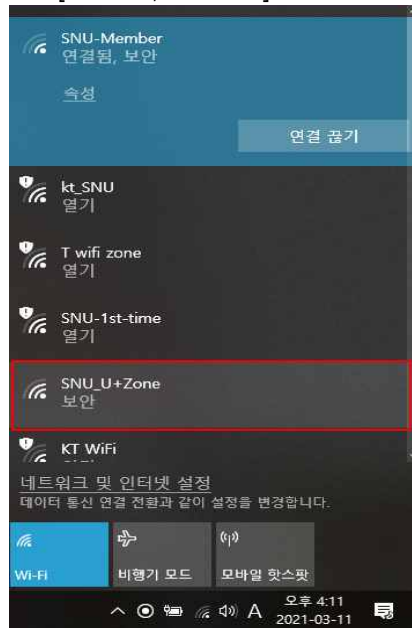 SNU-Member
연결됨, 보안
속성
연결 끊기
kt_SNU
열기
T wifi zone
열기
SNU-1st-time
열기
SNU_U+Zone
보안
KT WiFi
네트워크 및 인터넷 설정
데이터 통신 연결 전환과 같이 설정을 변경합니다.
Wi-Fi
비행기 모드
모바일 핫스팟
A
오후 4:11
2021-03-11